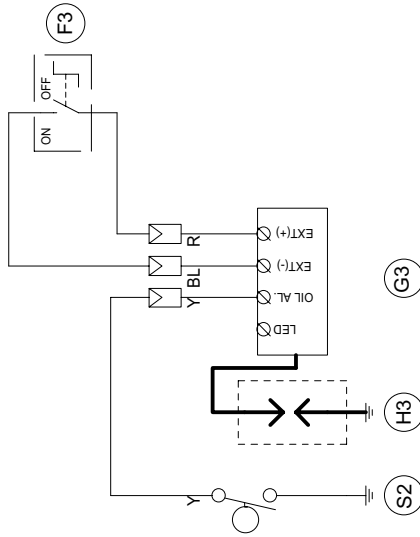 F3
OFF
ON
R
BL
Y
EXT(+)
EXT(-)
OIL AL.
LED
G3
H3
S2
Y